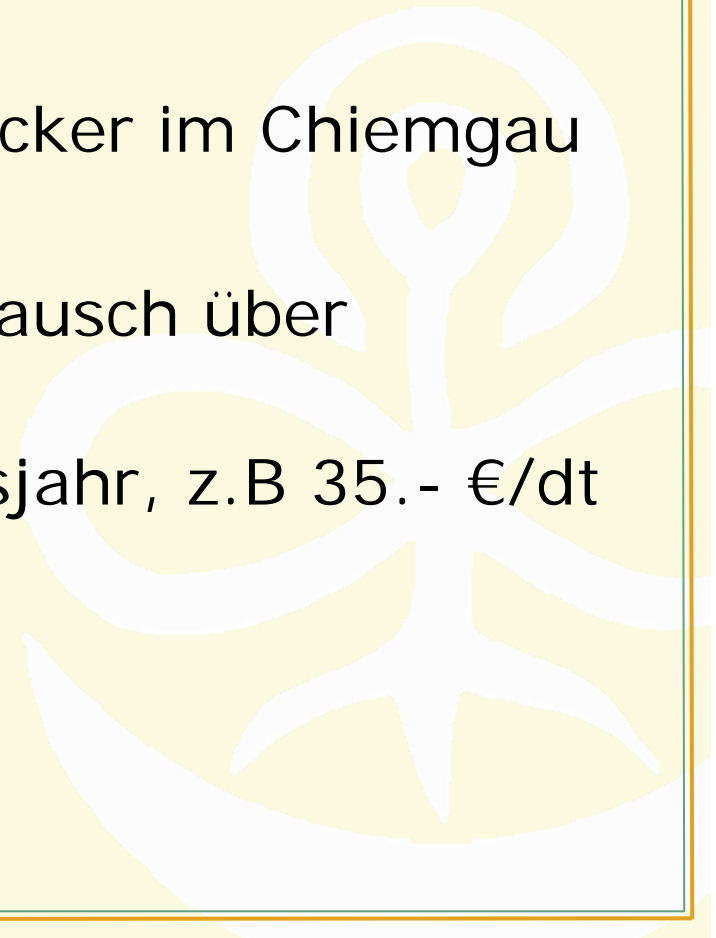 cker im Chiemgau
ausch über
sjahr, z.B 35.- €/dt